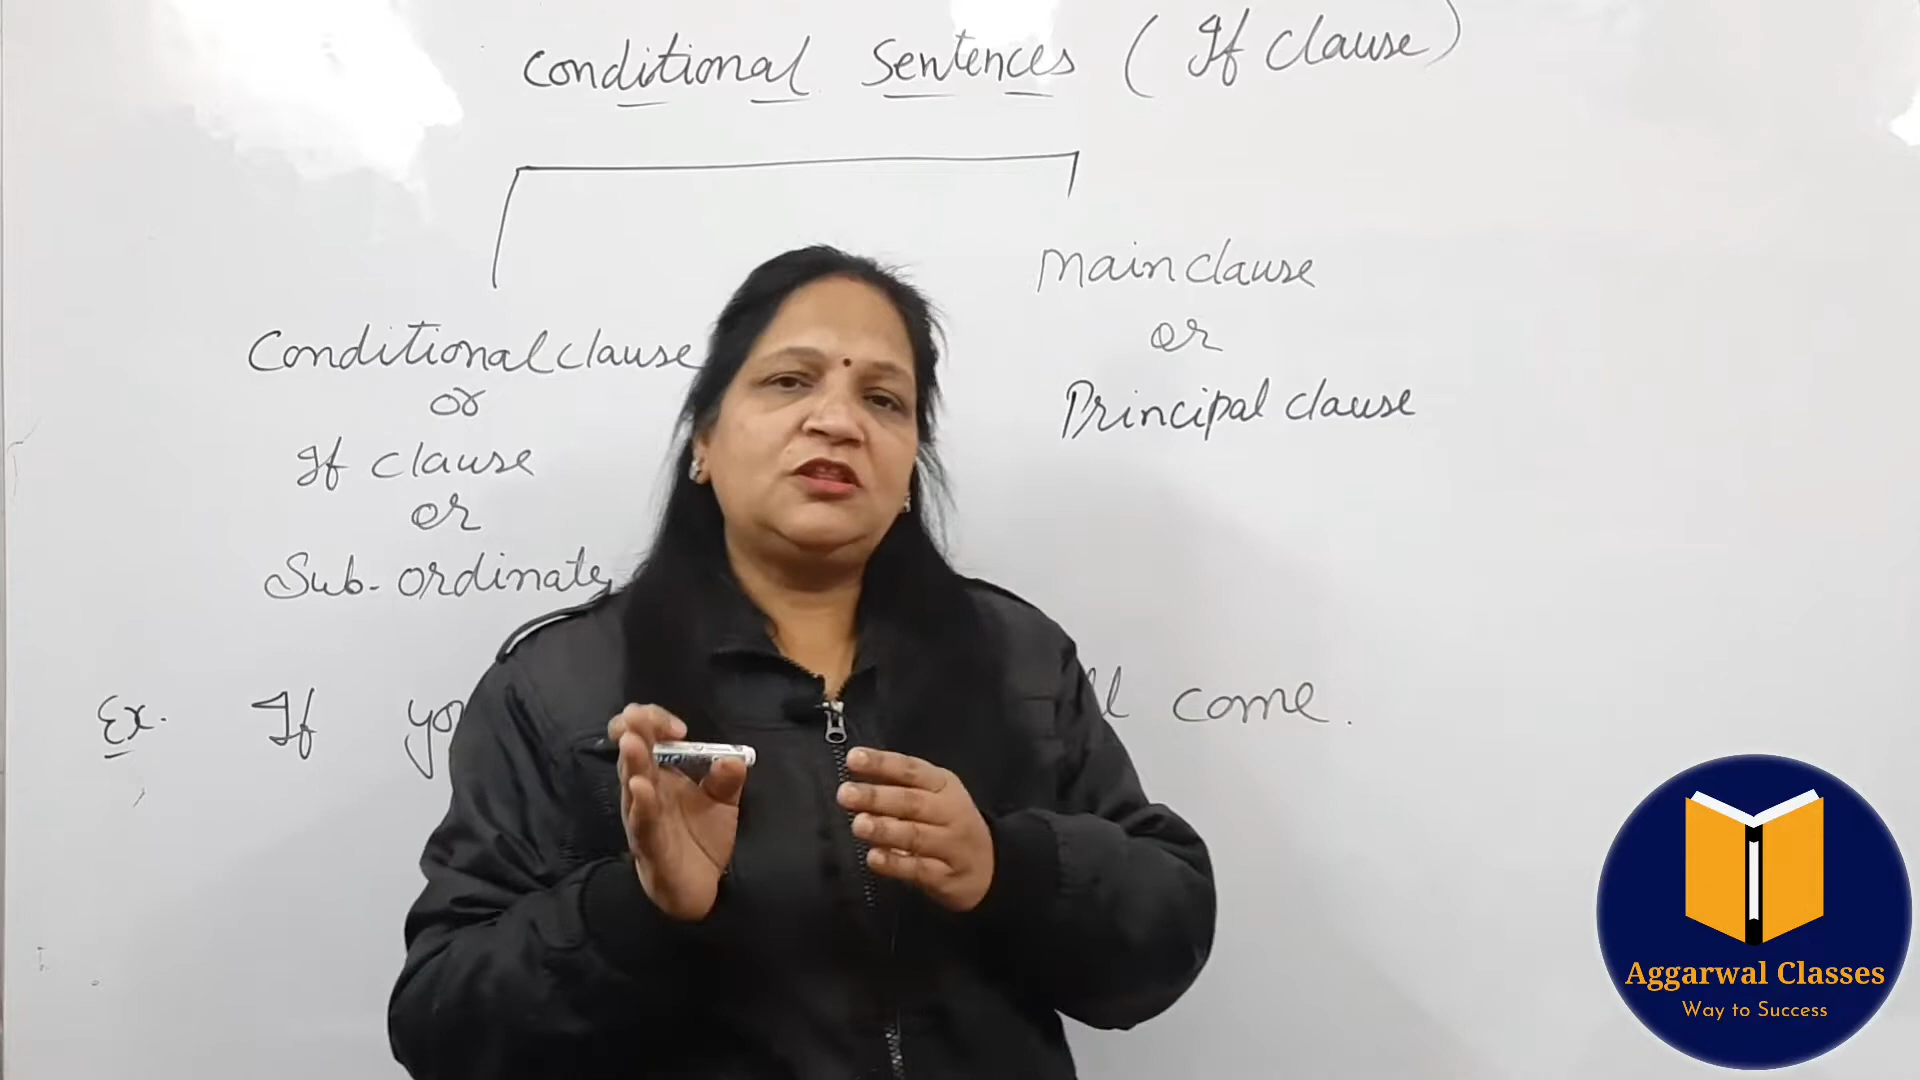 Conditional Sentences ( If clause )
Main clause
or
Principal clause
Conditional clause
or
If clause
or
Sub-ordinate
Ex. If come.
Aggarwal Classes
Way to Success